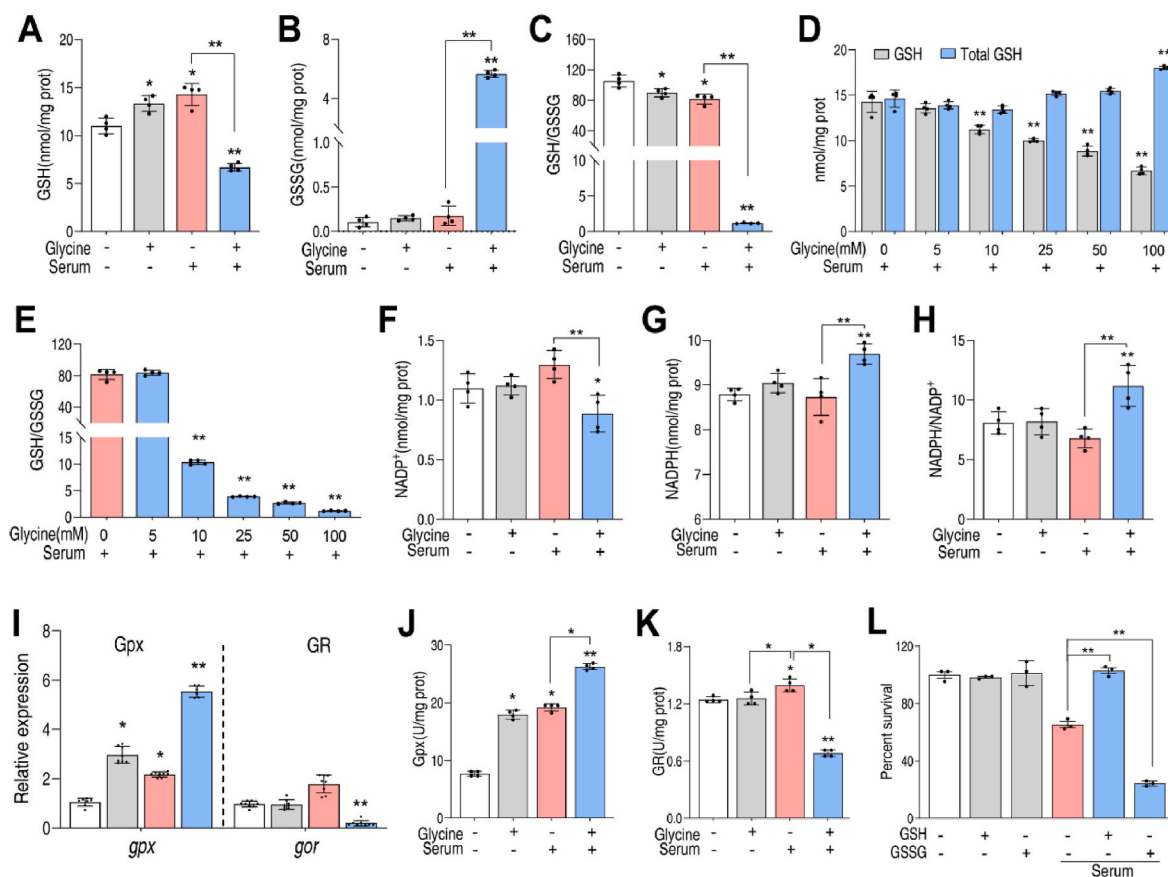 A
GSH(nmol/mg prot)
20
15
10
5
0
* * ** **
Glycine - + - +
Serum - - + +
B
GSSG(nmol/mg prot)
6
4
2
0.2
0.1
0.0
** **
Glycine - + - +
Serum - - + +
C
GSH/GSSG
160
120
80
40
10
5
0
* * ** **
Glycine - + - +
Serum - - + +
D
GSH Total GSH
nmol/mg prot
20
15
10
5
0
** ** ** ** **
Glycine(mM) 0 5 10 25 50 100
Serum + + + + + +
E
GSH/GSSG
120
80
40
15
10
5
0
** ** ** **
Glycine(mM) 0 5 10 25 50 100
Serum + + + + + +
F
NADP+(nmol/mg prot)
1.5
1.0
0.5
0.0
** *
Glycine - + - +
Serum - - + +
G
NADPH(nmol/mg prot)
11
10
9
8
7
6
** **
Glycine - + - +
Serum - - + +
H
NADPH/NADP+
15
10
5
0
** **
Glycine - + - +
Serum - - + +
I
Relative expression
8
6
4
2
0
Gpx GR
* * ** **
gpx gor
J
Gpx(U/mg prot)
30
20
10
0
* * * **
Glycine - + - +
Serum - - + +
K
GR(U/mg prot)
1.8
1.2
0.6
0.0
* * * **
Glycine - + - +
Serum - - + +
L
Percent survival
120
80
40
0
** **
GSH - + - - + -
GSSG - - + - - +
Serum